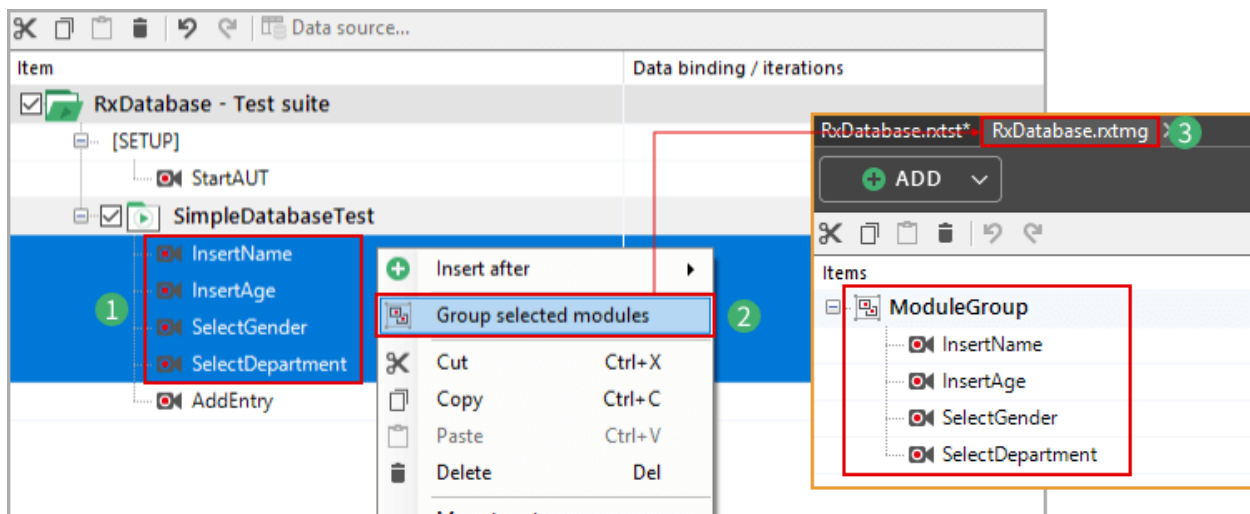 Data source...
Item
Data binding / iterations
RxDatabase - Test suite
[SETUP]
StartAUT
SimpleDatabaseTest
InsertName
InsertAge
SelectGender
SelectDepartment
AddEntry
1
Insert after
Group selected modules
2
Cut Ctrl+X
Copy Ctrl+C
Paste Ctrl+V
Delete Del
RxDatabase.rxtst* RxDatabase.rxtmg
3
ADD
Items
ModuleGroup
InsertName
InsertAge
SelectGender
SelectDepartment